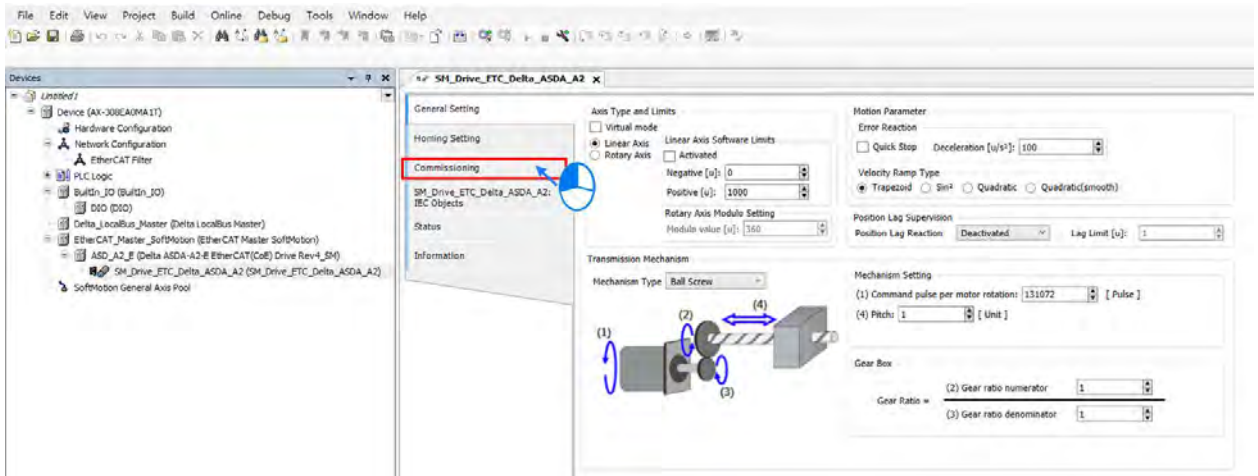 File Edit View Project Build Online Debug Tools Window Help
Devices
Untitled1
Device (AX-308EA0MA1T)
Hardware Configuration
Network Configuration
EtherCAT Filter
PLC Logic
BuiltIn_IO (BuiltIn_IO)
DIO (DIO)
Delta_LocalBus_Master (Delta LocalBus Master)
EtherCAT_Master_SoftMotion (EtherCAT Master SoftMotion)
ASD_A2_E (Delta ASDA-A2-E EtherCAT(CoE) Drive Rev4_SM)
SM_Drive_ETC_Delta_ASDA_A2 (SM_Drive_ETC_Delta_ASDA_A2)
SoftMotion General Axis Pool
SM_Drive_ETC_Delta_ASDA_A2
General Setting
Homing Setting
Commissioning
SM_Drive_ETC_Delta_ASDA_A2:
IEC Objects
Status
Information
Axis Type and Limits
Virtual mode
Linear Axis
Rotary Axis
Linear Axis Software Limits
Activated
Negative [u]: 0
Positive [u]: 1000
Rotary Axis Modulo Setting
Modulo value [u]: 360
Motion Parameter
Error Reaction
Quick Stop Deceleration [u/s²]: 100
Velocity Ramp Type
Trapezoid Sin² Quadratic Quadratic(smooth)
Position Lag Supervision
Position Lag Reaction Deactivated Lag Limit [u]: 1
Transmission Mechanism
Mechanism Type Ball Screw
(1)
(2)
(4)
(3)
Mechanism Setting
(1) Command pulse per motor rotation: 131072 [ Pulse ]
(4) Pitch: 1 [ Unit ]
Gear Box
Gear Ratio =
(2) Gear ratio numerator 1
(3) Gear ratio denominator 1